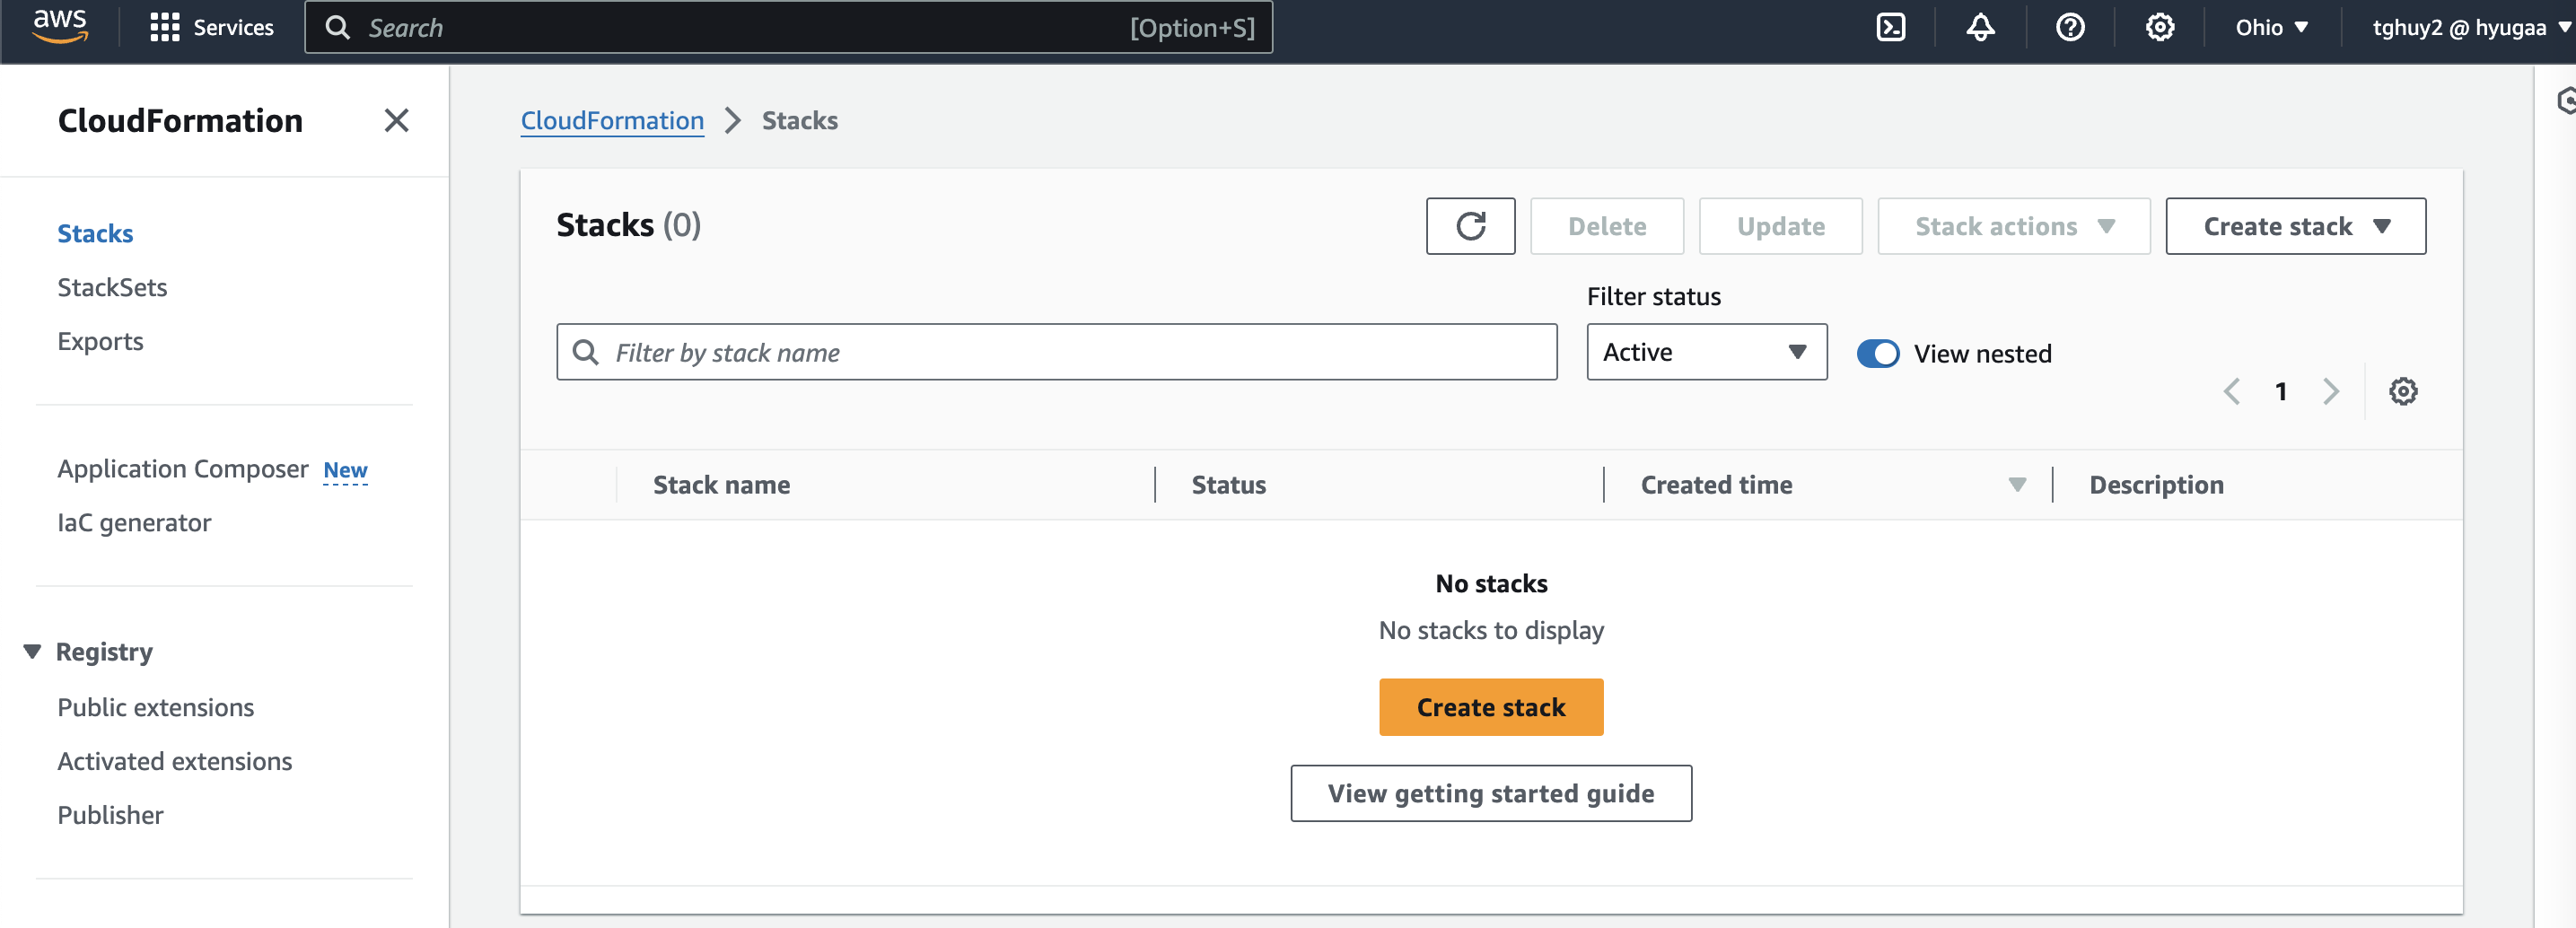 aws
Services
Search [Option+S]
Ohio
tghuy2 @ hyugaa
CloudFormation
Stacks
StackSets
Exports
Application Composer New
IaC generator
Registry
Public extensions
Activated extensions
Publisher
CloudFormation Stacks
Stacks (0)
Delete
Update
Stack actions
Create stack
Filter status
Filter by stack name
Active
View nested
1
Stack name Status Created time Description
No stacks
No stacks to display
Create stack
View getting started guide